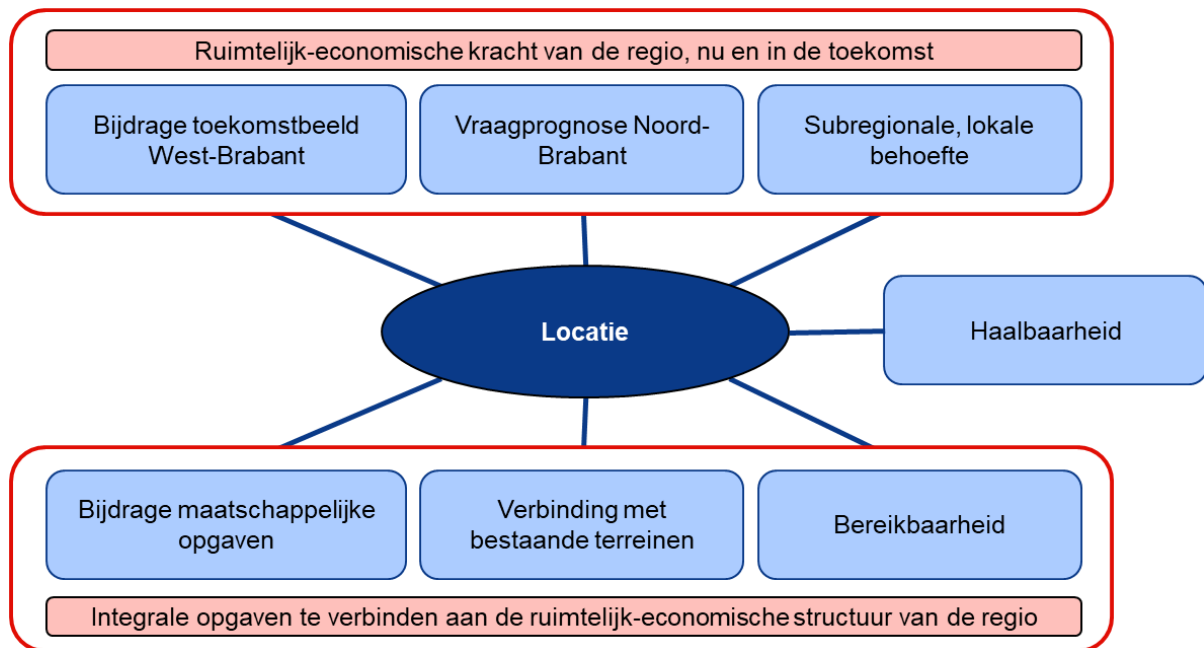 Ruimtelijk-economische kracht van de regio, nu en in de toekomst
Bijdrage toekomstbeeld
West-Brabant
Vraagprognose Noord-
Brabant
Subregionale, lokale
behoefte
Locatie
Haalbaarheid
Bijdrage maatschappelijke
opgaven
Verbinding met
bestaande terreinen
Bereikbaarheid
Integrale opgaven te verbinden aan de ruimtelijk-economische structuur van de regio